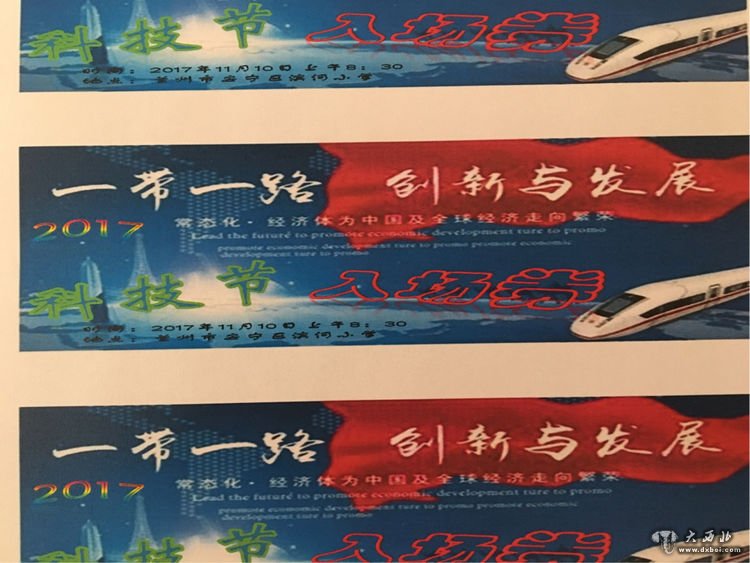 科技节 入场券
时间：2017年11月10日上午8：30
地点：兰州市安宁区滨河小学
一带一路 创新与发展
2017 常态化·经济体为中国及全球经济走向繁荣
Lead the future to promote economic development ture to promo
promote economic development ture to promo promote economic
development ture to promo
科技节 入场券
时间：2017年11月10日上午8：30
地点：兰州市安宁区滨河小学
一带一路 创新与发展
2017 常态化·经济体为中国及全球经济走向繁荣
Lead the future to promote economic development ture to promo
promote economic development ture to promo promote economic
development ture to promo
科技节 入场券
大西北
www.dxbei.com